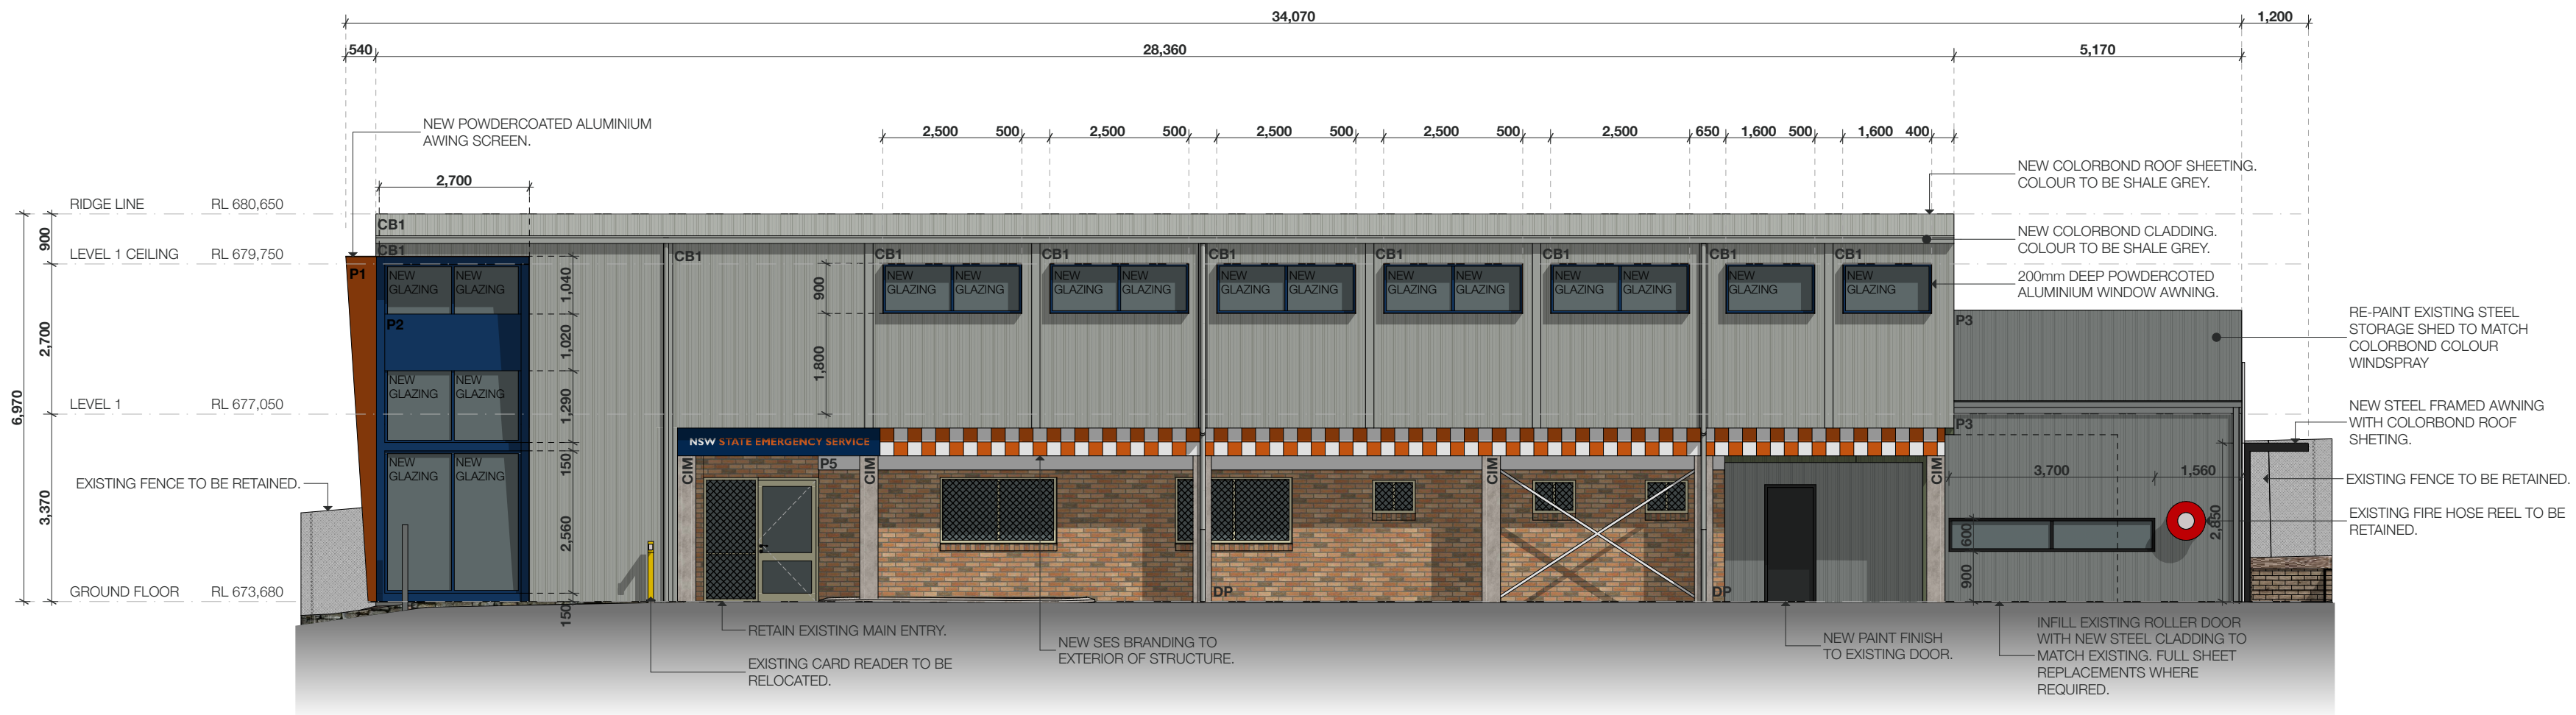 34,070
1,200
540
28,360
5,170
NEW POWDERCOATED ALUMINIUM
AWING SCREEN.
2,500
500
2,500
500
2,500
500
2,500
500
2,500
650
1,600
500
1,600
400
NEW COLORBOND ROOF SHEETING.
COLOUR TO BE SHALE GREY.
2,700
RIDGE LINE
RL 680,650
CB1
NEW COLORBOND CLADDING.
COLOUR TO BE SHALE GREY.
900
LEVEL 1 CEILING
RL 679,750
CB1
CB1
CB1
CB1
CB1
CB1
CB1
CB1
CB1
P1
NEW
GLAZING
NEW
GLAZING
1,040
900
NEW
GLAZING
NEW
GLAZING
NEW
GLAZING
NEW
GLAZING
NEW
GLAZING
NEW
GLAZING
NEW
GLAZING
NEW
GLAZING
NEW
GLAZING
NEW
GLAZING
NEW
GLAZING
NEW
GLAZING
200mm DEEP POWDERCOTED
ALUMINIUM WINDOW AWNING.
P2
P3
RE-PAINT EXISTING STEEL
STORAGE SHED TO MATCH
COLORBOND COLOUR
WINDSPRAY
2,700
1,020
1,800
6,970
NEW
GLAZING
NEW
GLAZING
1,290
LEVEL 1
RL 677,050
NEW STEEL FRAMED AWNING
WITH COLORBOND ROOF
SHETING.
P3
NSW STATE EMERGENCY SERVICE
NEW
GLAZING
NEW
GLAZING
150
CIM
P5
CIM
CIM
CIM
3,700
1,560
EXISTING FENCE TO BE RETAINED.
EXISTING FENCE TO BE RETAINED.
3,370
2,560
600
2,850
EXISTING FIRE HOSE REEL TO BE
RETAINED.
GROUND FLOOR
RL 673,680
150
DP
DP
900
RETAIN EXISTING MAIN ENTRY.
NEW SES BRANDING TO
EXTERIOR OF STRUCTURE.
EXISTING CARD READER TO BE
RELOCATED.
NEW PAINT FINISH
TO EXISTING DOOR.
INFILL EXISTING ROLLER DOOR
WITH NEW STEEL CLADDING TO
MATCH EXISTING. FULL SHEET
REPLACEMENTS WHERE
REQUIRED.